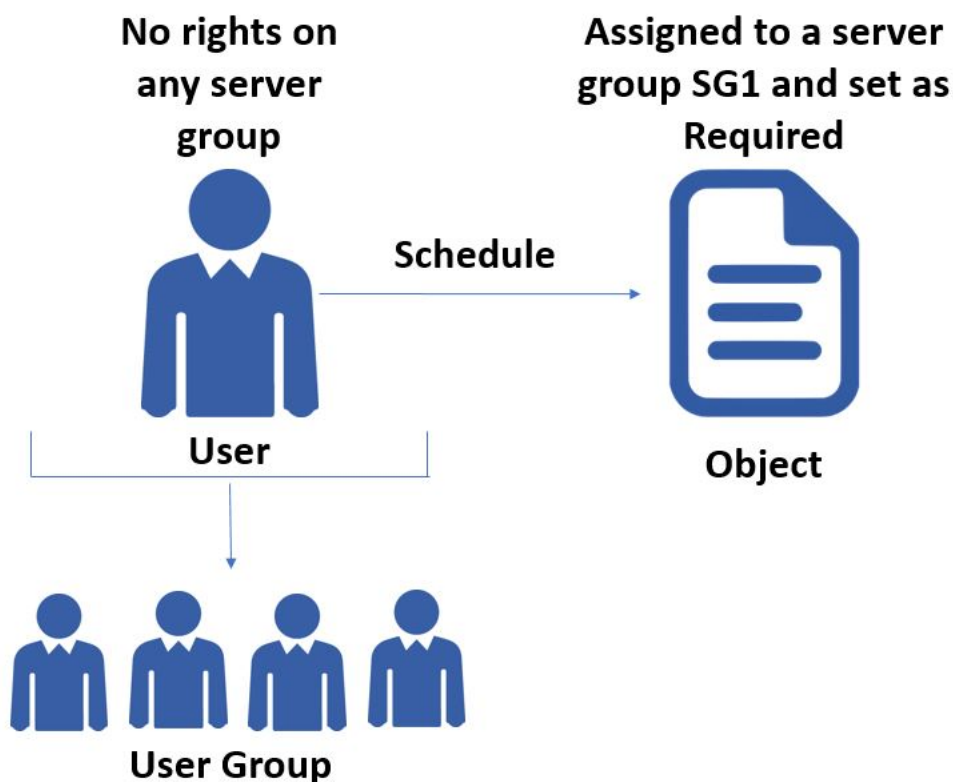 No rights on
any server
group
Assigned to a server
group SG1 and set as
Required
Schedule
User
Object
User Group